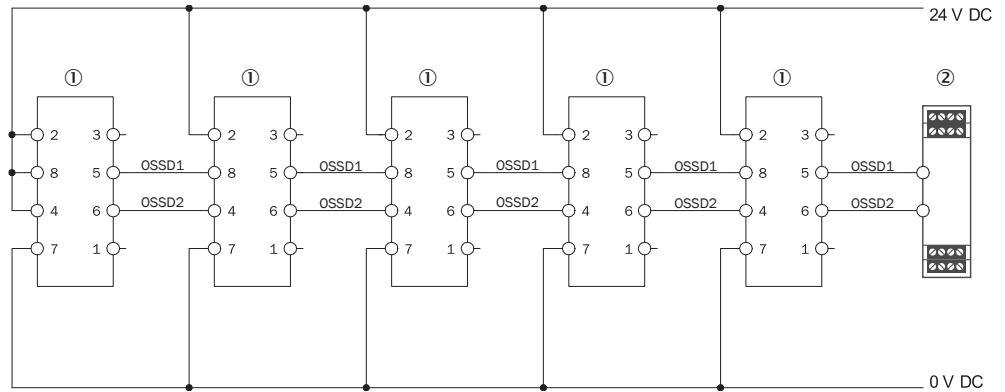 24 V DC
① ① ① ① ① ②
2 3 2 3 2 3 2 3 2 3
8 5 OSSD1 8 5 OSSD1 8 5 OSSD1 8 5 OSSD1 8 5 OSSD1
4 6 OSSD2 4 6 OSSD2 4 6 OSSD2 4 6 OSSD2 4 6 OSSD2
7 1 7 1 7 1 7 1 7 1
0 V DC